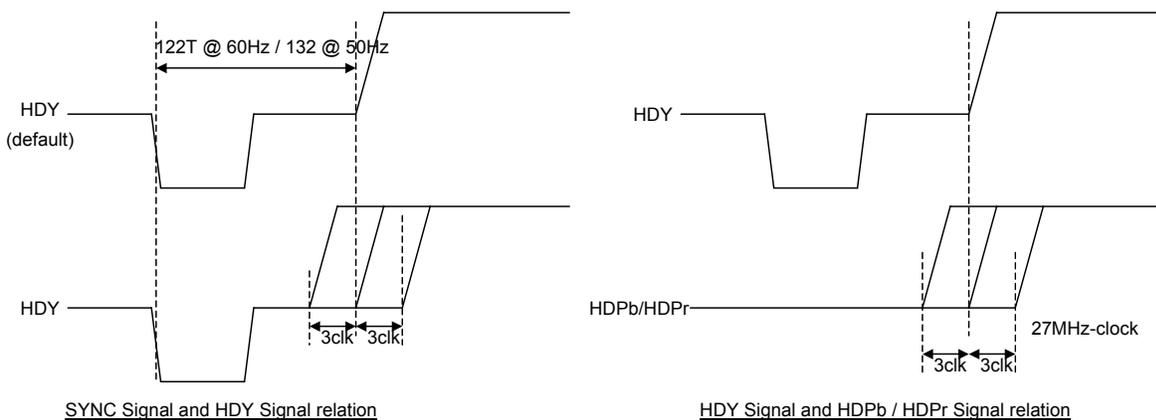 122T @ 60Hz / 132 @ 50Hz
HDY
(default)
HDY
3clk 3clk
SYNC Signal and HDY Signal relation
HDY
HDPb/HDPr
27MHz-clock
3clk 3clk
HDY Signal and HDPb / HDPr Signal relation